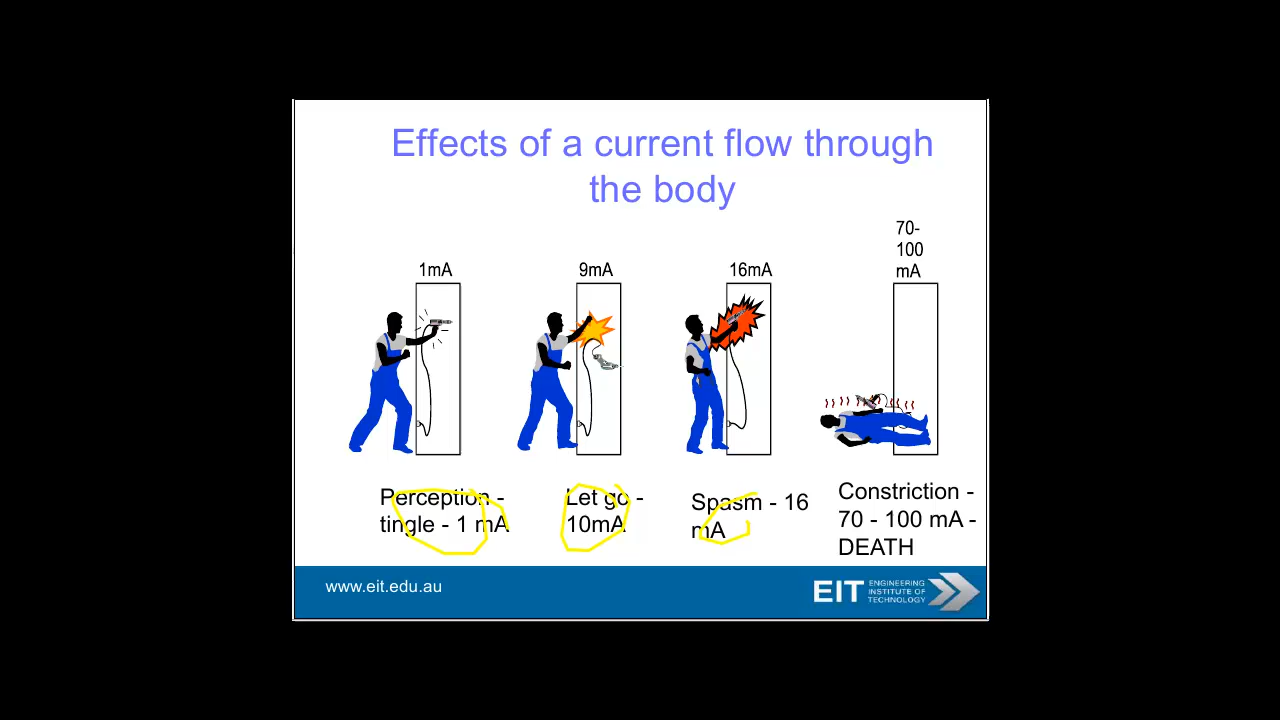 Effects of a current flow through
the body
1mA
9mA
16mA
70-
100
mA
Perception -
tingle - 1 mA
Let go -
10mA
Spasm - 16
mA
Constriction -
70 - 100 mA -
DEATH
www.eit.edu.au
EIT
ENGINEERING
INSTITUTE OF
TECHNOLOGY